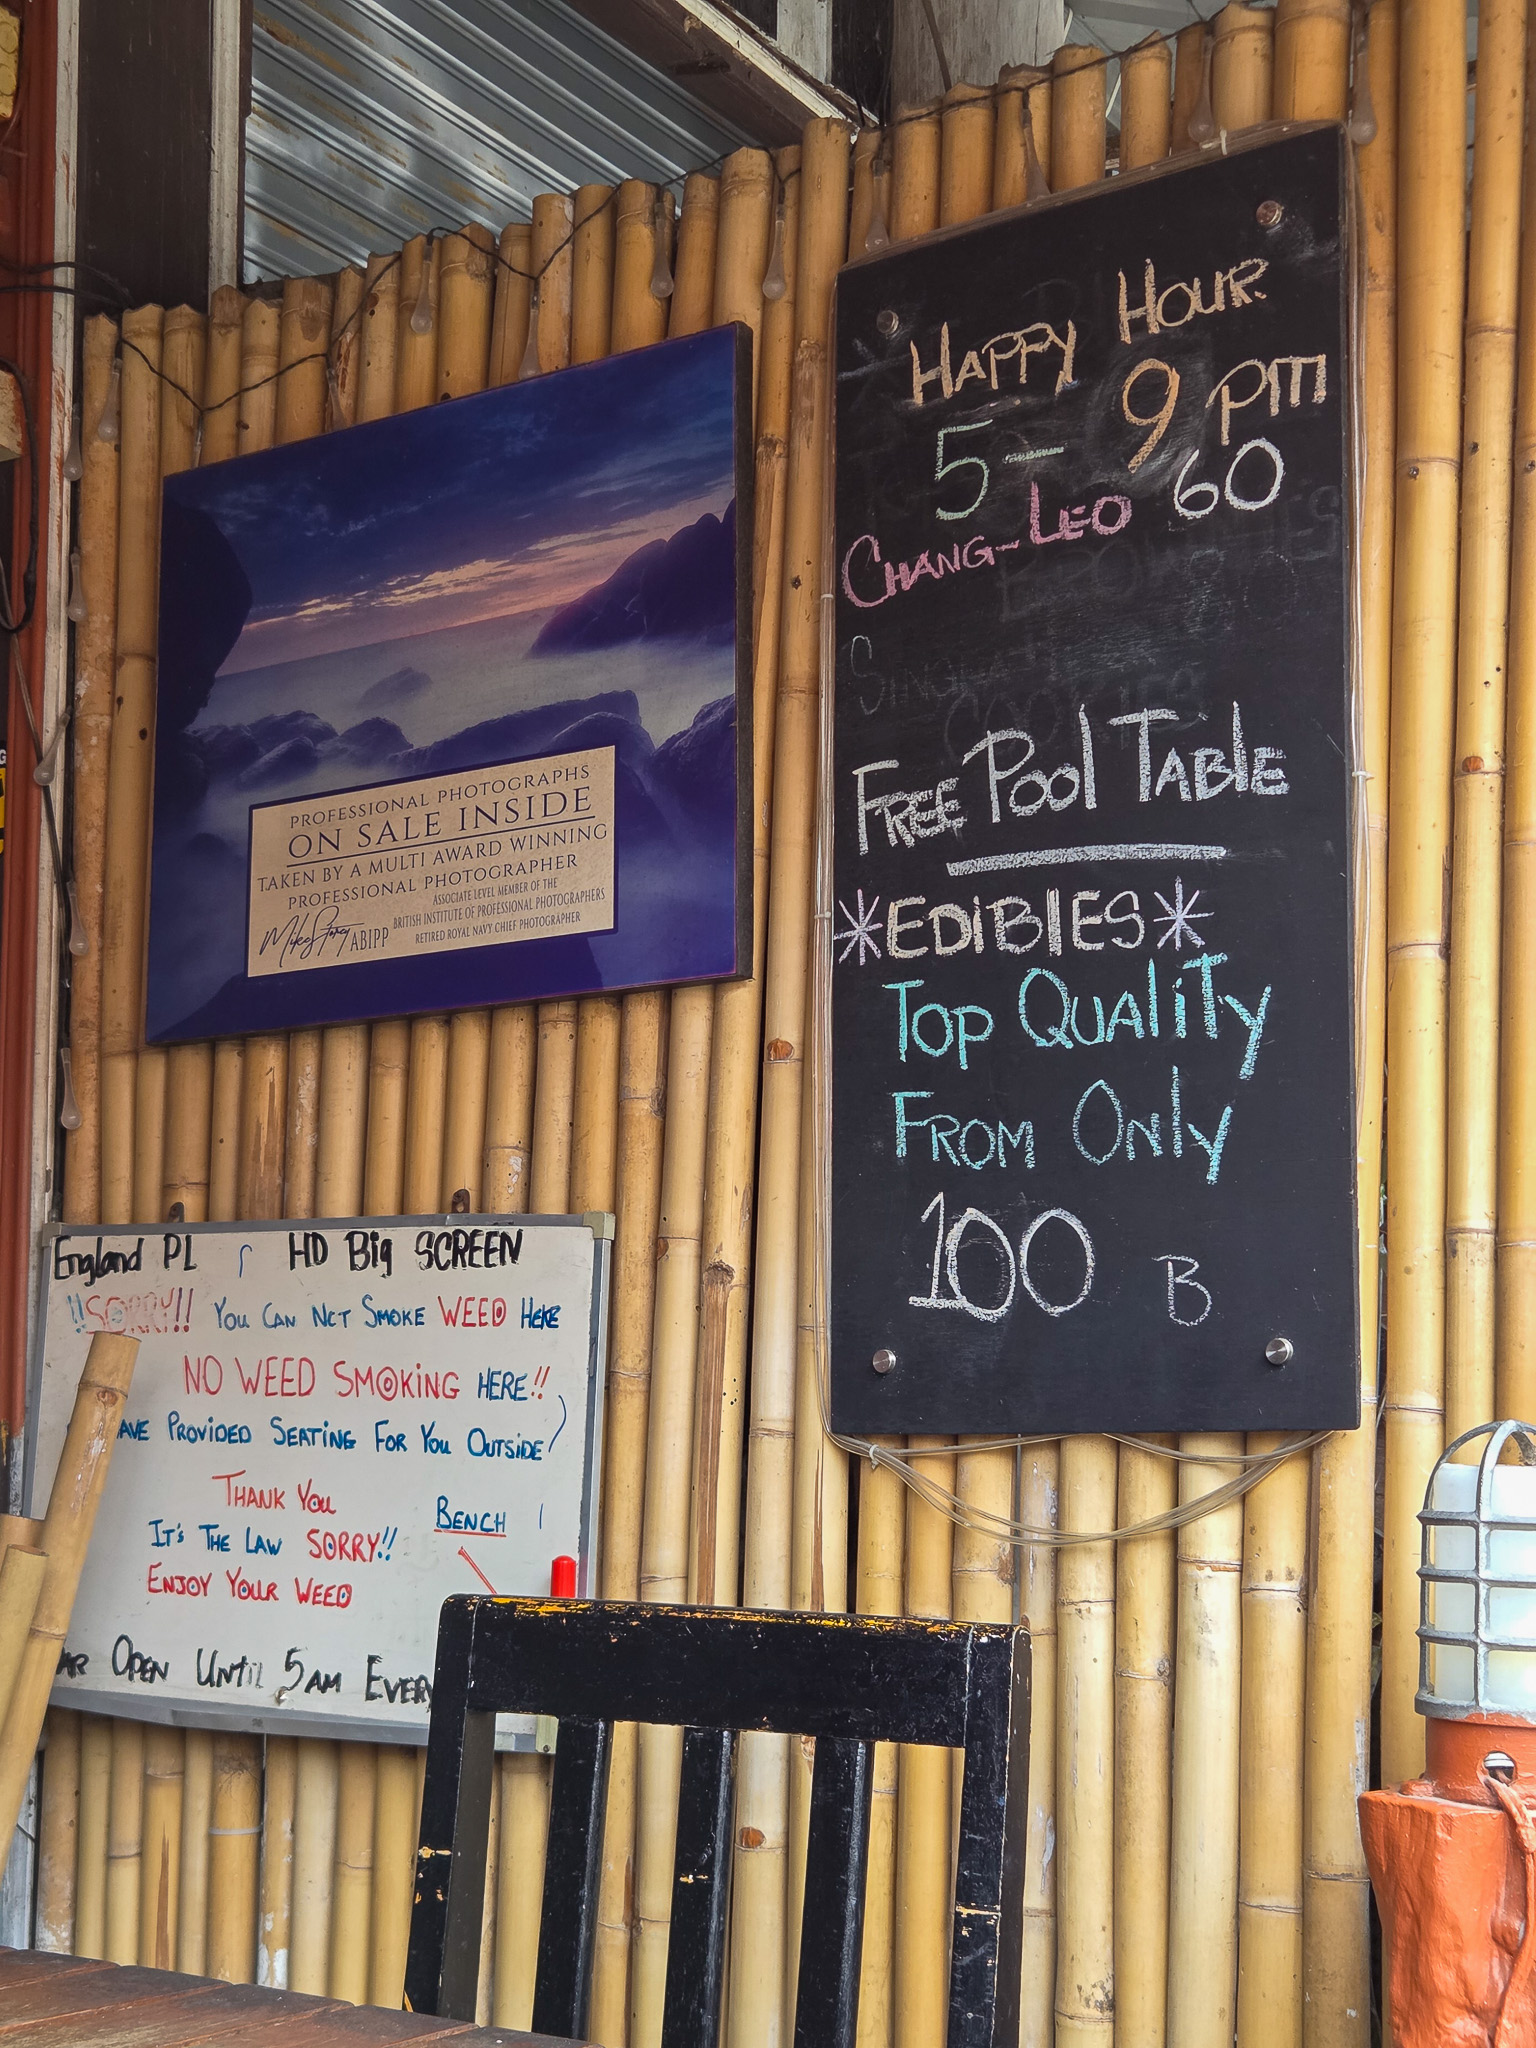 HAPPY HOUR
5 - 9 PM
CHANG-LEO 60
FREE POOL TABLE
*EDIBLES*
TOP QUALITY
FROM ONLY
100 B
PROFESSIONAL PHOTOGRAPHS
ON SALE INSIDE
TAKEN BY A MULTI AWARD WINNING
PROFESSIONAL PHOTOGRAPHER
ASSOCIATE LEVEL MEMBER OF THE
BRITISH INSTITUTE OF PROFESSIONAL PHOTOGRAPHERS
ABIPP RETIRED ROYAL NAVY CHIEF PHOTOGRAPHER
England PL HD Big SCREEN
!!SORRY!! YOU CAN NOT SMOKE WEED HERE
NO WEED SMOKING HERE!!
AVE PROVIDED SEATING FOR YOU OUTSIDE
THANK YOU
BENCH
IT'S THE LAW SORRY!!
ENJOY YOUR WEED
AR OPEN UNTIL 5AM EVERY